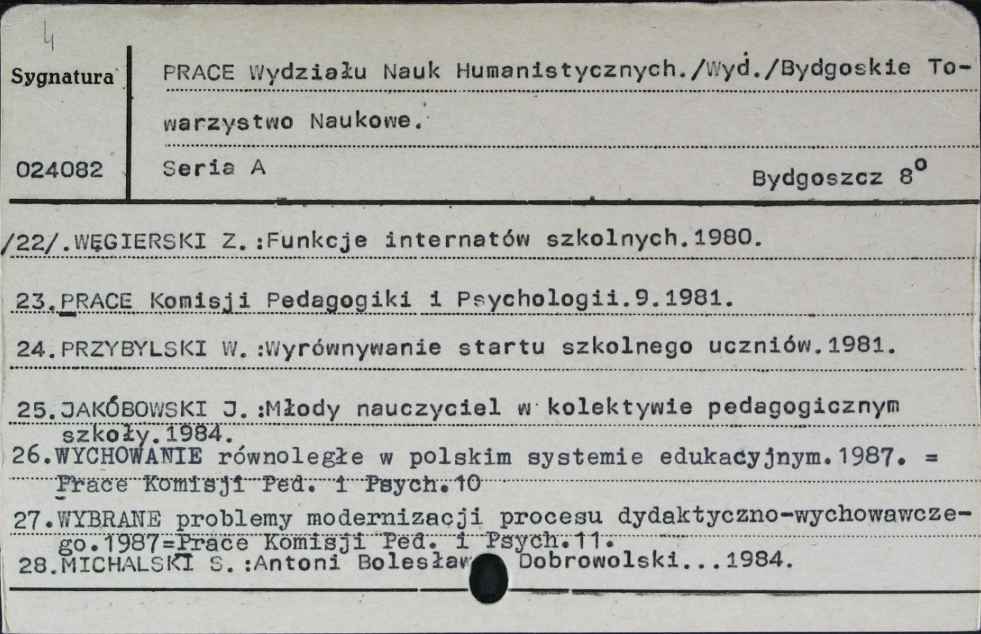 4
Sygnatura
PRACE Wydziału Nauk Humanistycznych./Wyd./Bydgoskie To-
warzystwo Naukowe.
024082
Seria A
Bydgoszcz 8º
/22/.WĘGIERSKI Z.:Funkcje internatów szkolnych.1980.
23.PRACE Komisji Pedagogiki i Psychologii.9.1981.
24.PRZYBYLSKI W.:Wyrównywanie startu szkolnego uczniów.1981.
25.JAKÓBOWSKI J.:Młody nauczyciel w kolektywie pedagogicznym
szkoły.1984.
26.WYCHOWANIE równoległe w polskim systemie edukacyjnym.1987. =
Prace Komisji Ped. i Psych.10
27.WYBRANE problemy modernizacji procesu dydaktyczno-wychowawcze-
go.1987=Prace Komisji Ped. i Psych.11.
28.MICHALSKI S.:Antoni Bolesław Dobrowolski...1984.